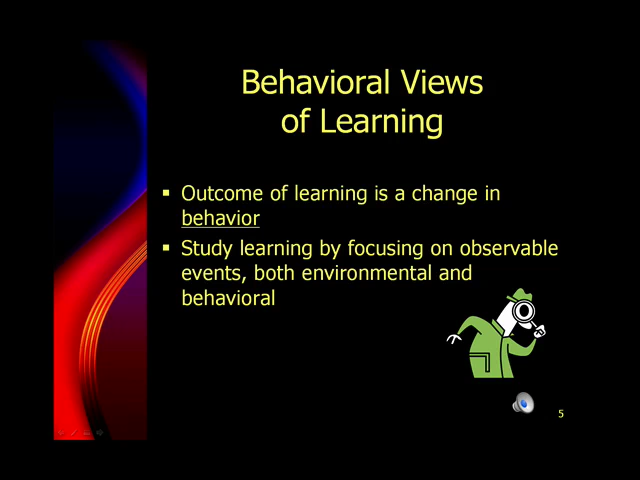 Behavioral Views
of Learning
▪ Outcome of learning is a change in
behavior
▪ Study learning by focusing on observable
events, both environmental and
behavioral
5